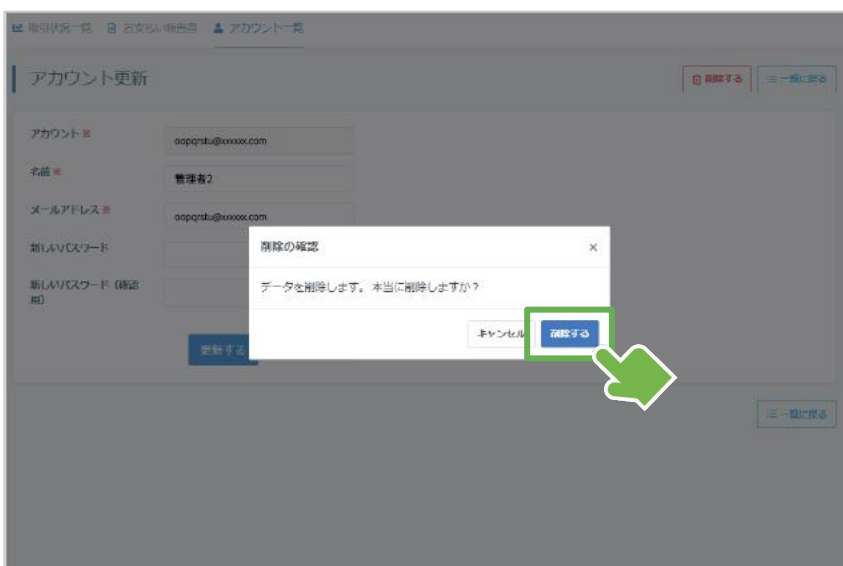 取引状況一覧 お支払い報告書 アカウント一覧
アカウント更新
削除する 一覧に戻る
アカウント※ oopqrstu@xxxxxx.com
名前※ 管理者2
メールアドレス※ oopqrstu@xxxxxx.com
新しいパスワード
新しいパスワード（確認
用）
更新する
削除の確認 ×
データを削除します。本当に削除しますか？
キャンセル 削除する
一覧に戻る